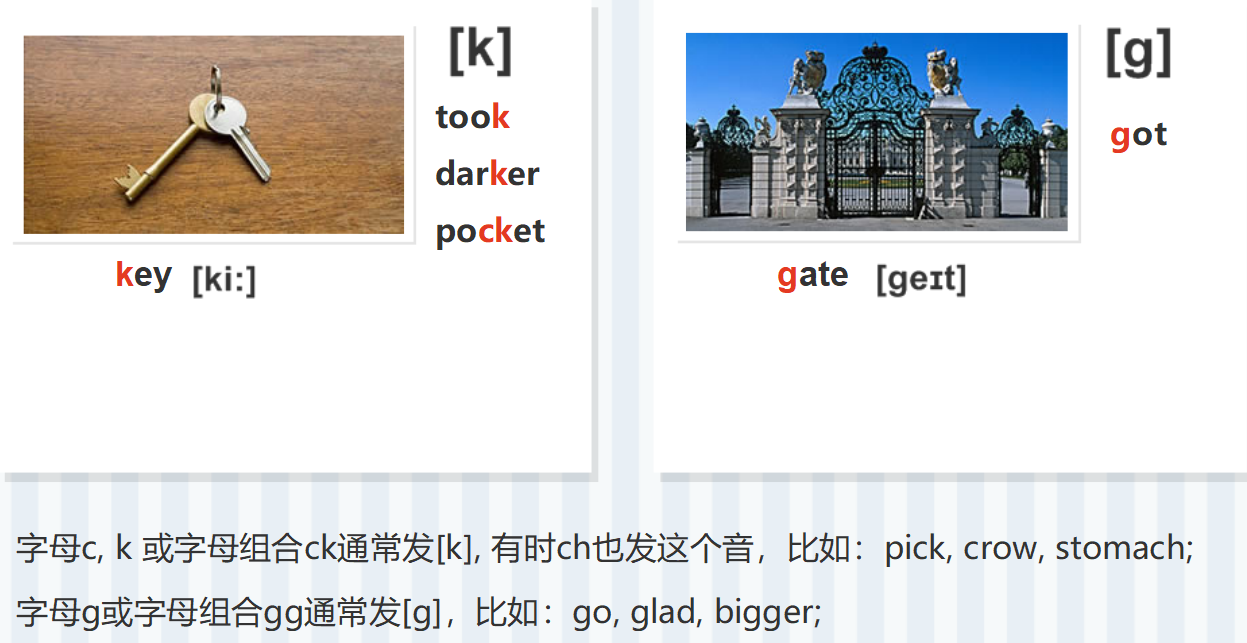 [k]
took
darker
pocket
key [ki:]
[g]
got
gate [geɪt]
字母c, k 或字母组合ck通常发[k], 有时ch也发这个音，比如：pick, crow, stomach;
字母g或字母组合gg通常发[g]，比如：go, glad, bigger;